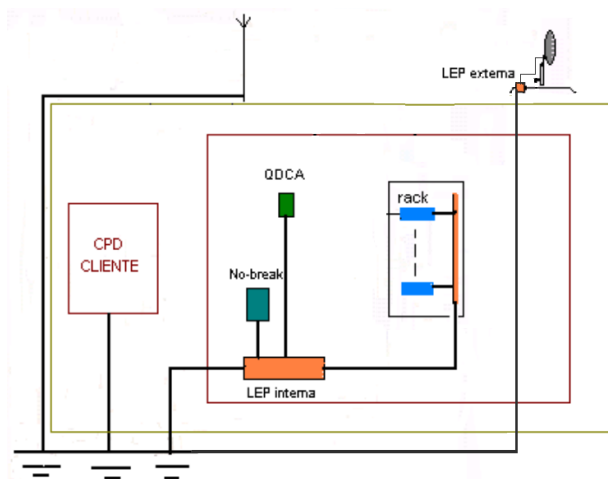 LEP externa
QDCA
rack
CPD
CLIENTE
No-break
LEP interna